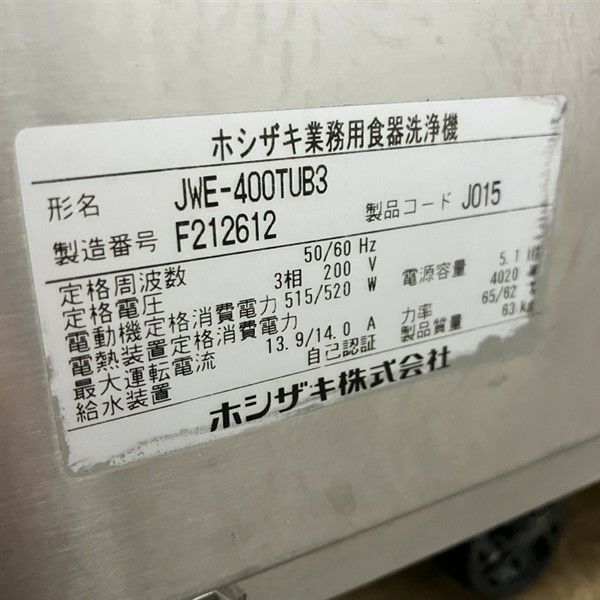 ホシザキ業務用食器洗浄機
形名 JWE-400TUB3
製造番号 F212612 製品コード J015
定格周波数 50/60 Hz
定格電圧 3相 200 V 電源容量 5.1
電動機定格消費電力 515/520 W 4020
電熱装置定格消費電力 力率 65/62
最大運転電流 13.9/14.0 A 製品質量 63 kg
給水装置 自己認証
ホシザキ株式会社